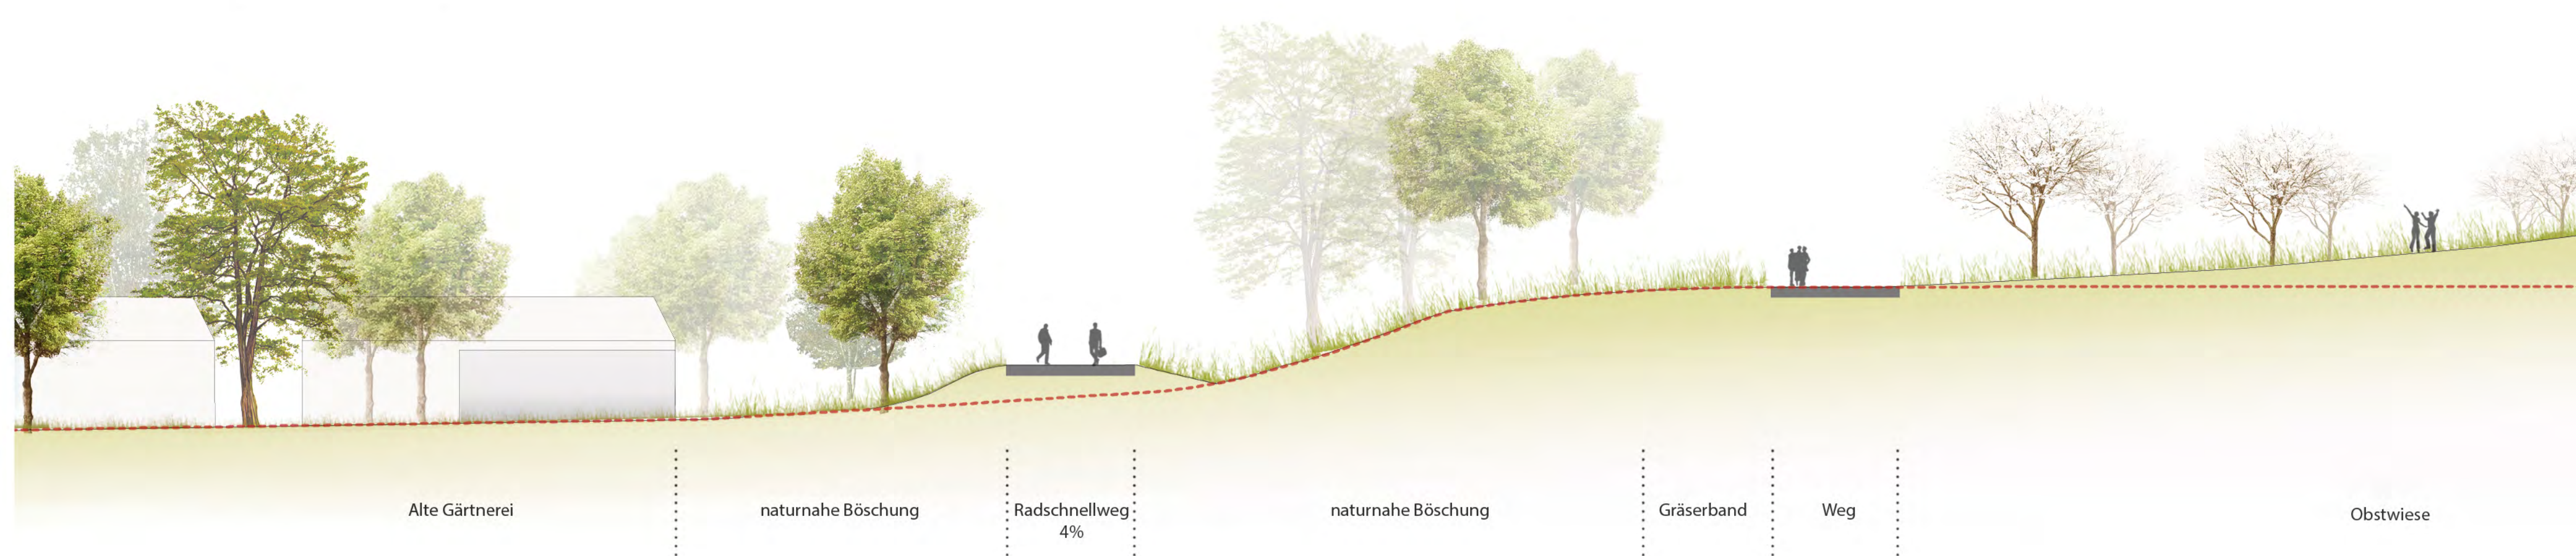 Alte Gärtnerei
naturnahe Böschung
Radschnellweg
4%
naturnahe Böschung
Gräserband
Weg
Obstwiese